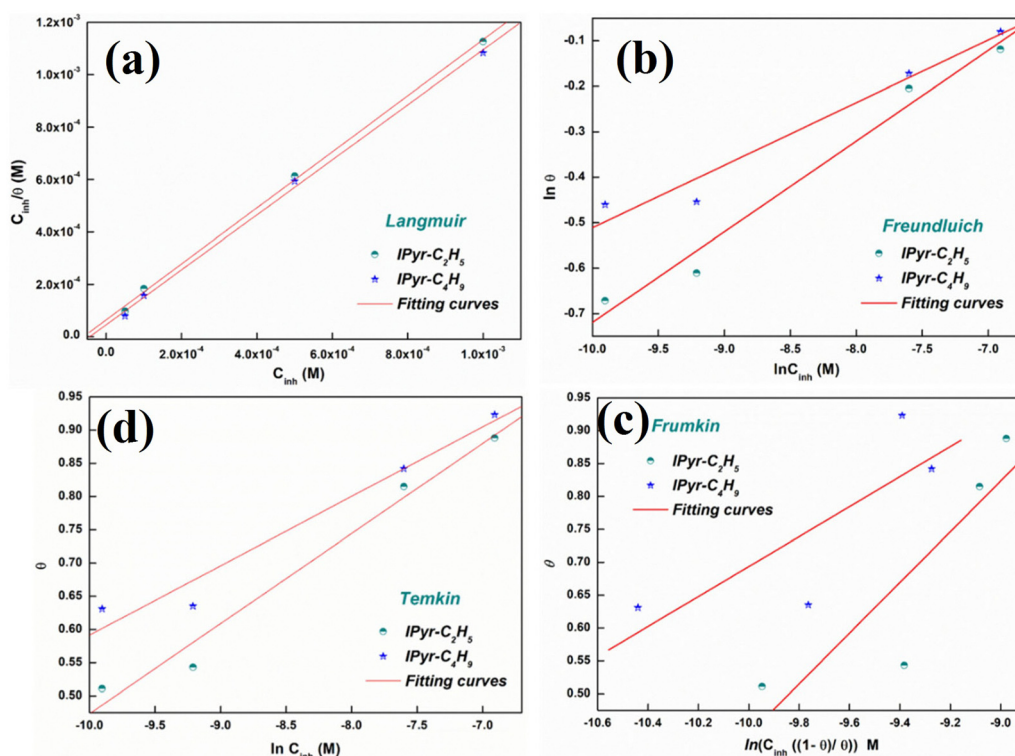 (a)
1.2x10⁻³
1.0x10⁻³
8.0x10⁻⁴
6.0x10⁻⁴
4.0x10⁻⁴
2.0x10⁻⁴
0.0
C_inh/θ (M)
Langmuir
IPyr-C₂H₅
IPyr-C₄H₉
Fitting curves
0.0 2.0x10⁻⁴ 4.0x10⁻⁴ 6.0x10⁻⁴ 8.0x10⁻⁴ 1.0x10⁻³
C_inh (M)
(b)
-0.1
-0.2
-0.3
-0.4
-0.5
-0.6
-0.7
ln θ
Freundluich
IPyr-C₂H₅
IPyr-C₄H₉
Fitting curves
-10.0 -9.5 -9.0 -8.5 -8.0 -7.5 -7.0
lnC_inh (M)
(d)
0.95
0.90
0.85
0.80
0.75
0.70
0.65
0.60
0.55
0.50
θ
Temkin
IPyr-C₂H₅
IPyr-C₄H₉
Fitting curves
-10.0 -9.5 -9.0 -8.5 -8.0 -7.5 -7.0
ln C_inh (M)
(c)
0.95
0.90
0.85
0.80
0.75
0.70
0.65
0.60
0.55
0.50
θ
Frumkin
IPyr-C₂H₅
IPyr-C₄H₉
Fitting curves
-10.6 -10.4 -10.2 -10.0 -9.8 -9.6 -9.4 -9.2 -9.0
ln(C_inh ((1- θ)/ θ)) M